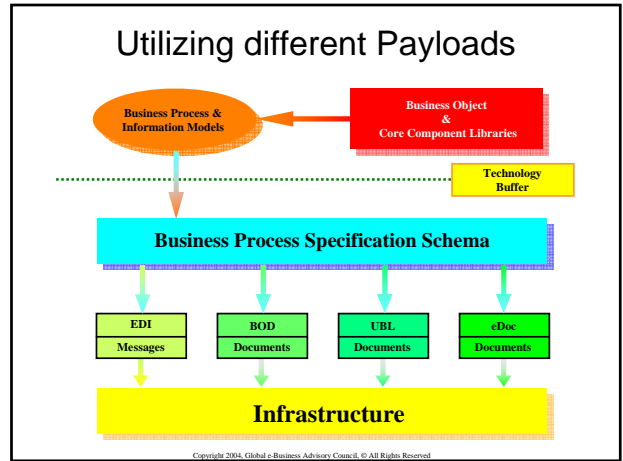 Utilizing different Payloads
Business Process &
Information Models
Business Object
&
Core Component Libraries
Technology
Buffer
Business Process Specification Schema
EDI
Messages
BOD
Documents
UBL
Documents
eDoc
Documents
Infrastructure
Copyright 2004, Global e-Business Advisory Council, © All Rights Reserved